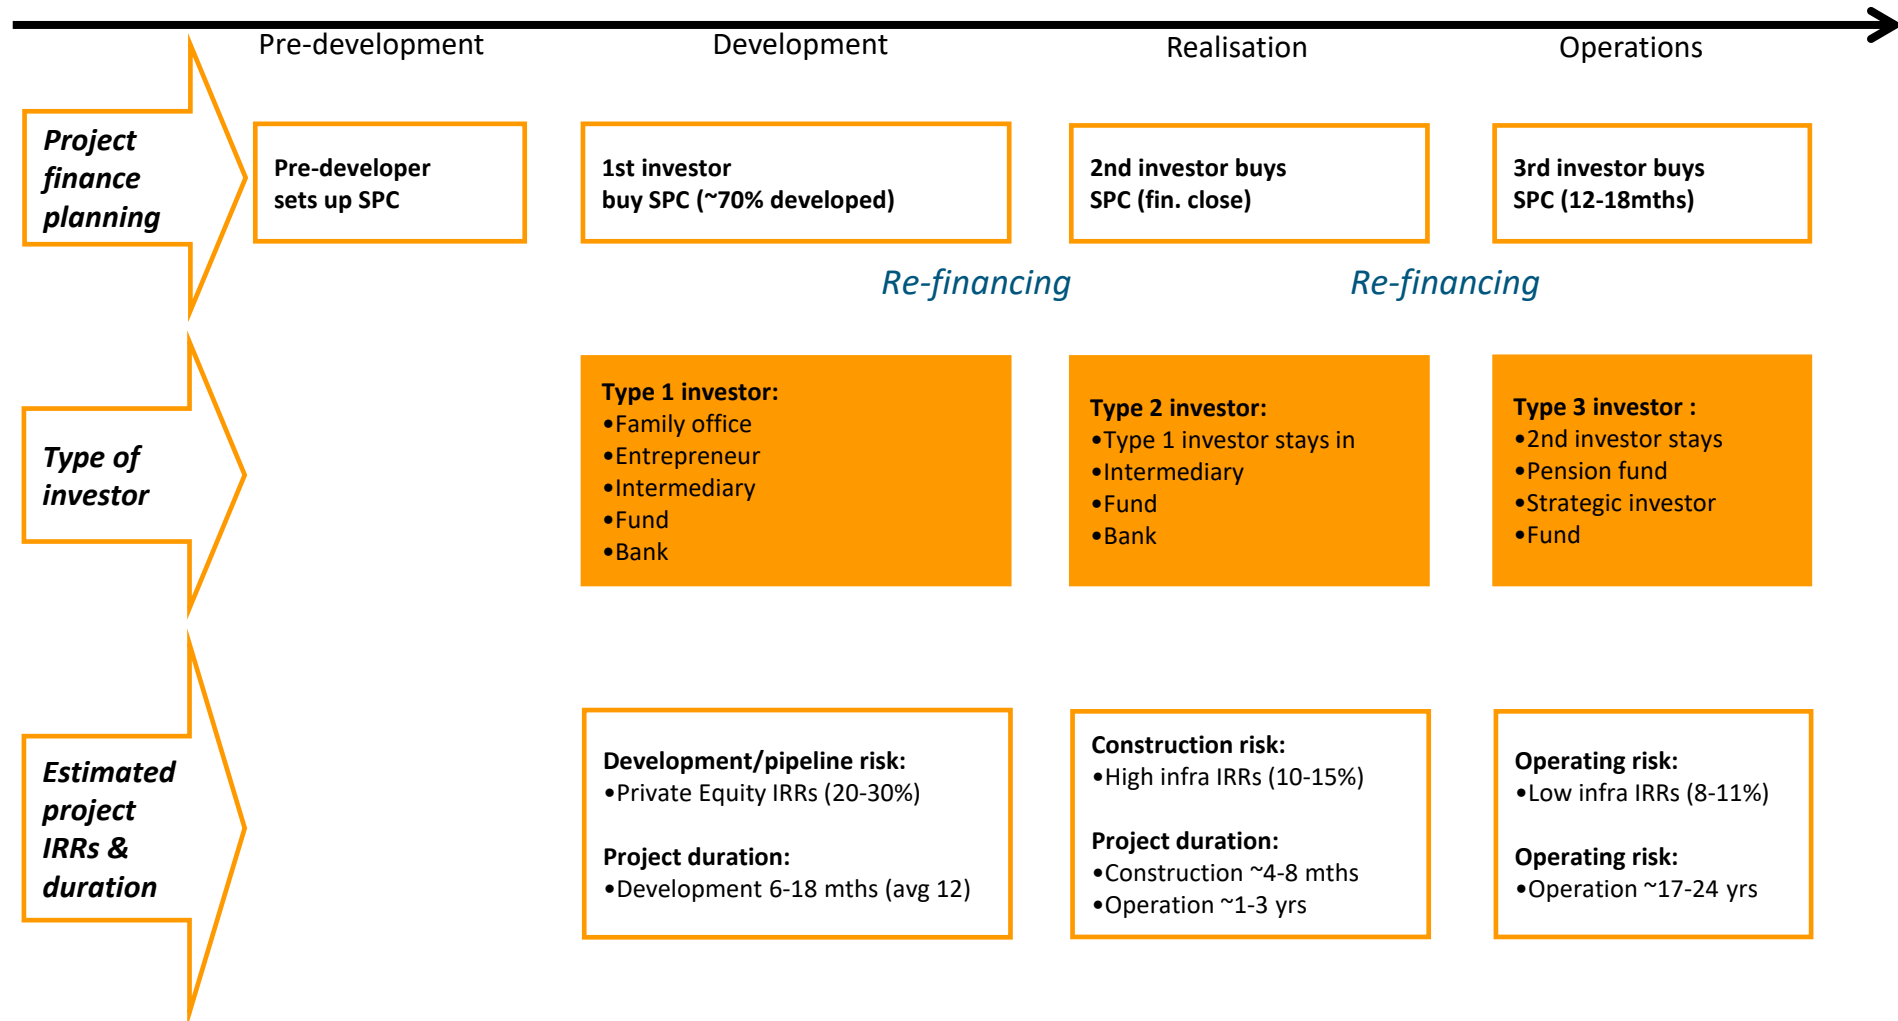 Pre-development
Development
Realisation
Operations
Project
finance
planning
Pre-developer
sets up SPC
1st investor
buy SPC (~70% developed)
2nd investor buys
SPC (fin. close)
3rd investor buys
SPC (12-18mths)
Re-financing
Re-financing
Type of
investor
Type 1 investor:
•Family office
•Entrepreneur
•Intermediary
•Fund
•Bank
Type 2 investor:
•Type 1 investor stays in
•Intermediary
•Fund
•Bank
Type 3 investor :
•2nd investor stays
•Pension fund
•Strategic investor
•Fund
Estimated
project
IRRs &
duration
Development/pipeline risk:
•Private Equity IRRs (20-30%)
Project duration:
•Development 6-18 mths (avg 12)
Construction risk:
•High infra IRRs (10-15%)
Project duration:
•Construction ~4-8 mths
•Operation ~1-3 yrs
Operating risk:
•Low infra IRRs (8-11%)
Operating risk:
•Operation ~17-24 yrs